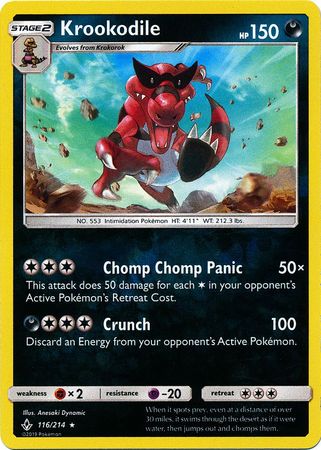 STAGE2 Krookodile HP 150
Evolves from Krokorok
NO. 553 Intimidation Pokémon HT: 4'11" WT: 212.3 lbs.
Chomp Chomp Panic 50×
This attack does 50 damage for each in your opponent's
Active Pokémon's Retreat Cost.
Crunch 100
Discard an Energy from your opponent's Active Pokémon.
weakness × 2 resistance -20 retreat
Illus. Anesaki Dynamic
116/214 ★
©2019 Pokémon
When it spots prey, even at a distance of over
30 miles, it swims through the desert as if it were
water, then jumps out and chomps them.